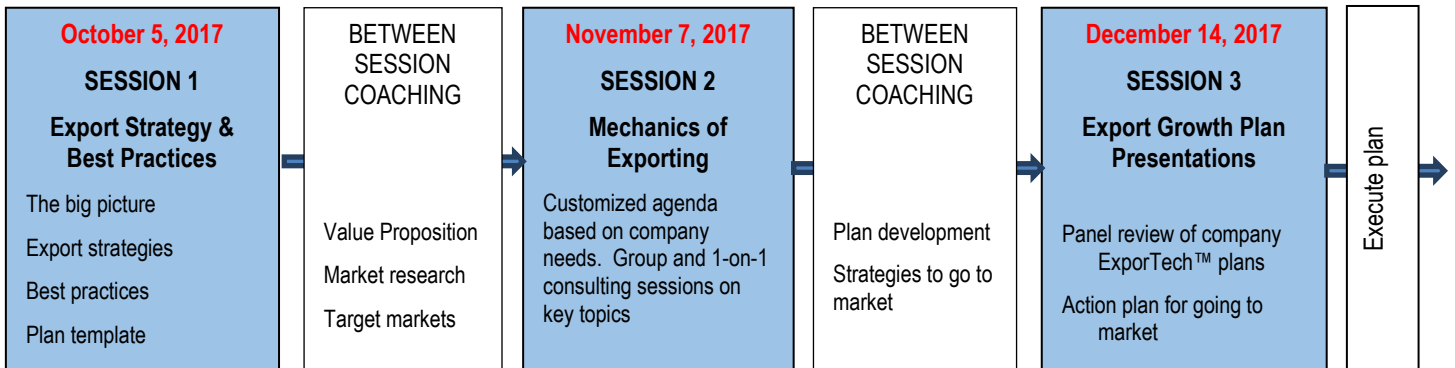 October 5, 2017
SESSION 1
Export Strategy &
Best Practices
The big picture
Export strategies
Best practices
Plan template
BETWEEN
SESSION
COACHING
Value Proposition
Market research
Target markets
November 7, 2017
SESSION 2
Mechanics of
Exporting
Customized agenda
based on company
needs.  Group and 1-on-1
consulting sessions on
key topics
BETWEEN
SESSION
COACHING
Plan development
Strategies to go to
market
December 14, 2017
SESSION 3
Export Growth Plan
Presentations
Panel review of company
ExporTech™ plans
Action plan for going to
market
Execute plan